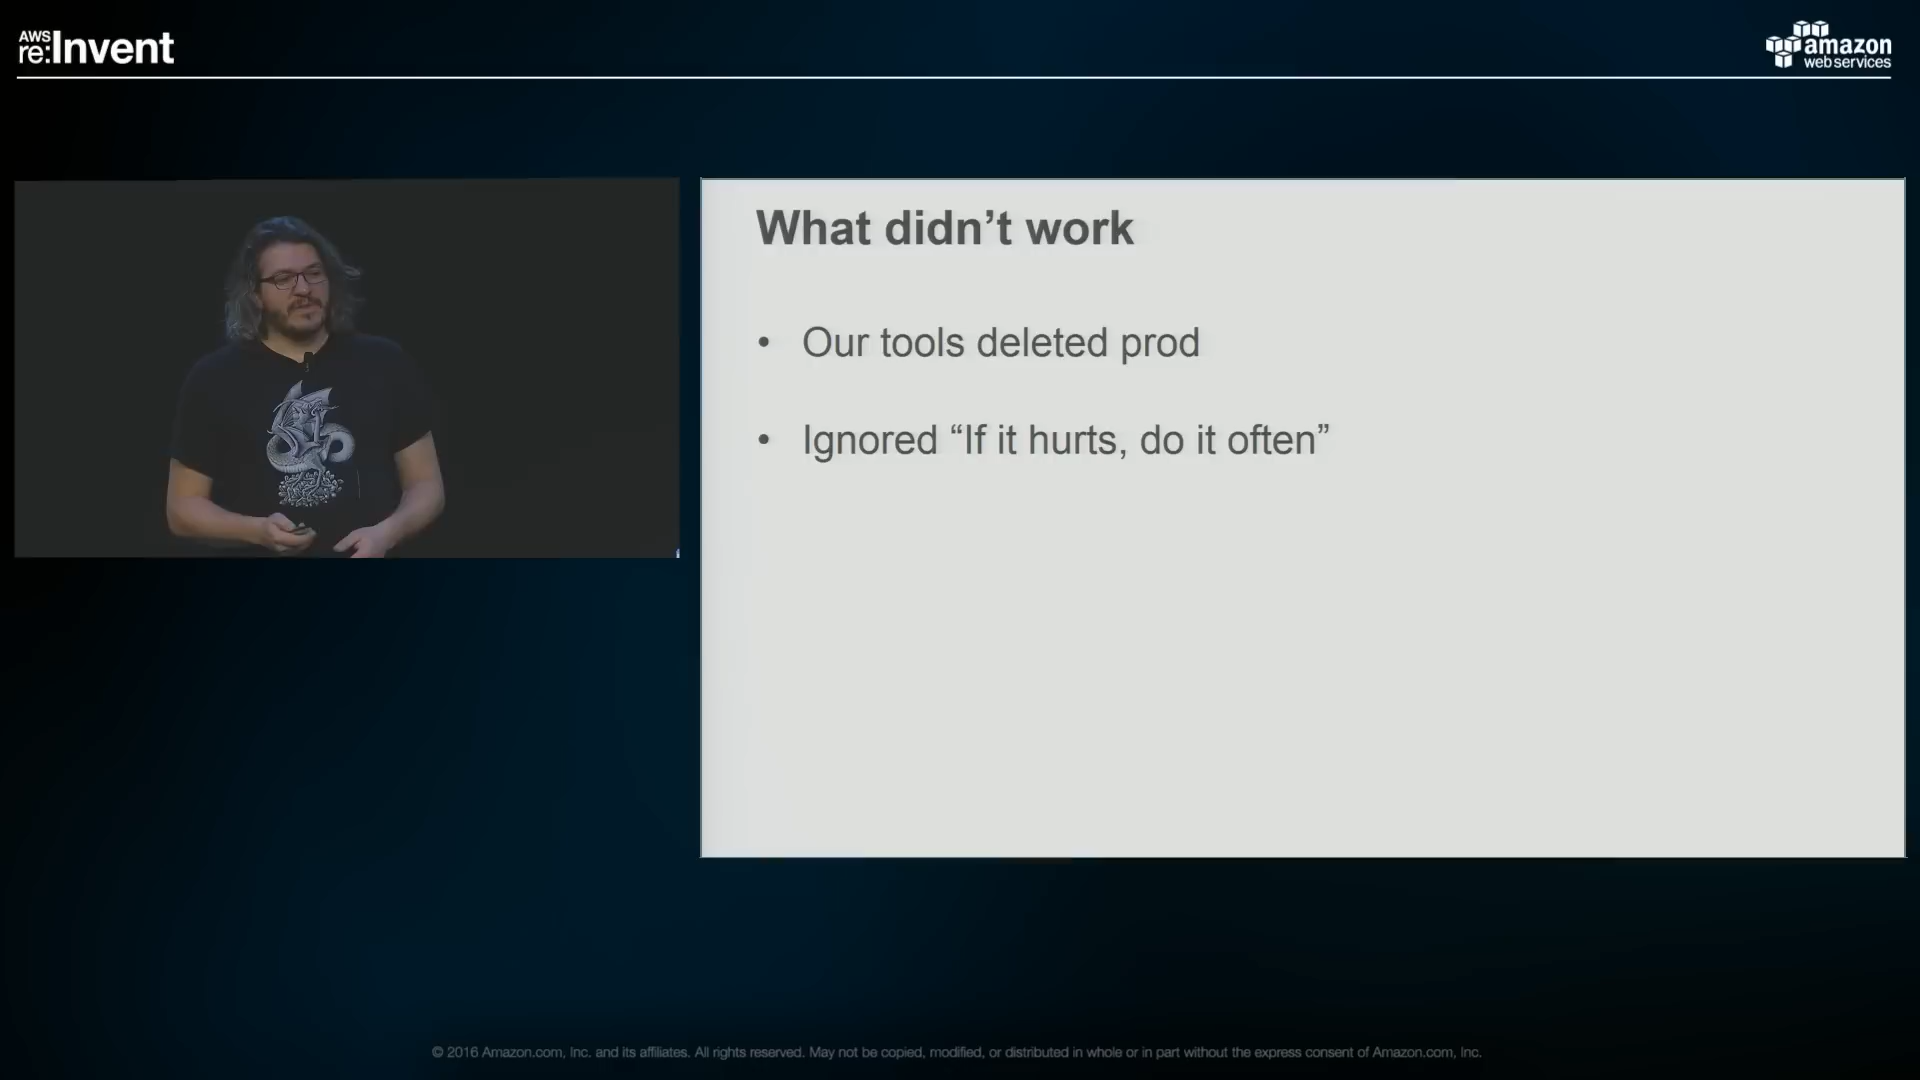 AWS
re:Invent
amazon
web services
What didn’t work
• Our tools deleted prod
• Ignored “If it hurts, do it often”
© 2016 Amazon.com, Inc. and its affiliates. All rights reserved. May not be copied, modified, or distributed in whole or in part without the express consent of Amazon.com, Inc.